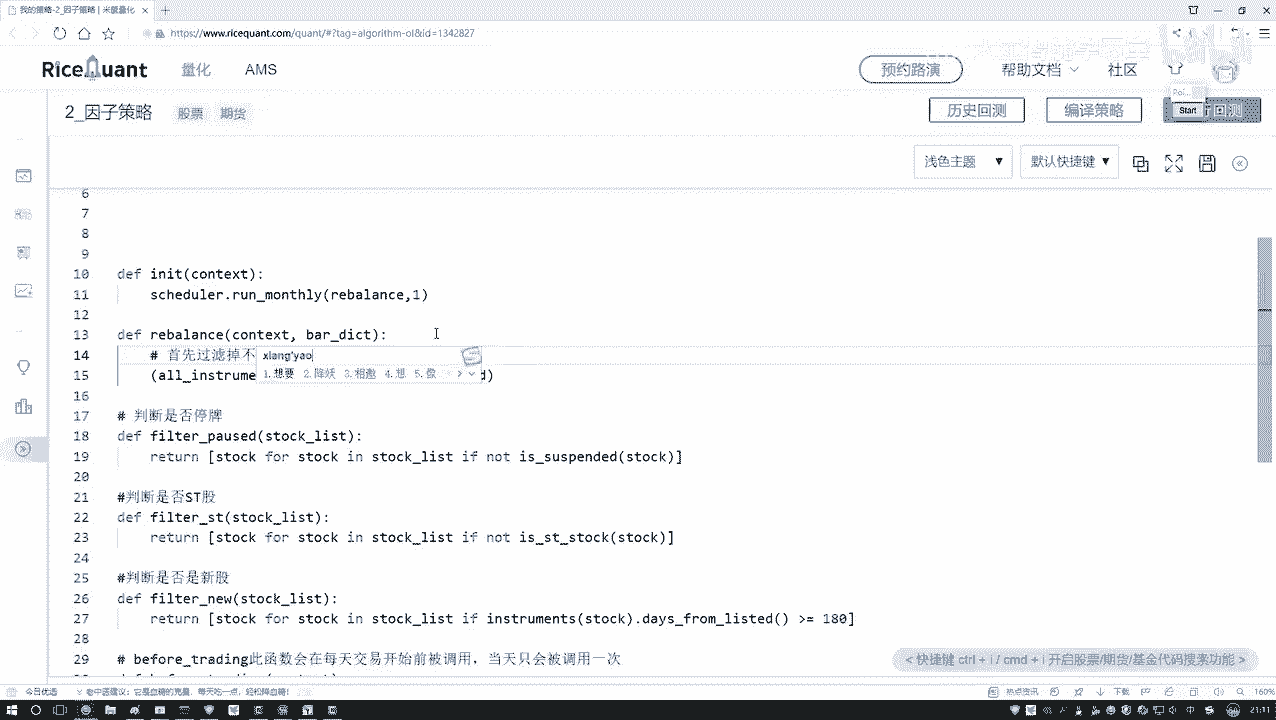 我的策略-2_因子策略 | 米筐量化
https://www.ricequant.com/quant/#?tag=algorithm-ol&id=1342827
RiceQuant 量化 AMS 预约路演 帮助文档 社区
2_因子策略 股票 期货 历史回测 编译策略 Start 回测
浅色主题 默认快捷键
6
7
8
9
10 def init(context):
11 scheduler.run_monthly(rebalance,1)
12
13 def rebalance(context, bar_dict):
14 # 首先过滤掉不 xiang'yao
1.想要 2.降妖 3.相邀 4.想 5.像
15 (all_instrume d)
16
17 # 判断是否停牌
18 def filter_paused(stock_list):
19 return [stock for stock in stock_list if not is_suspended(stock)]
20
21 #判断是否ST股
22 def filter_st(stock_list):
23 return [stock for stock in stock_list if not is_st_stock(stock)]
24
25 #判断是否是新股
26 def filter_new(stock_list):
27 return [stock for stock in stock_list if instruments(stock).days_from_listed() >= 180]
28
29 # before_trading此函数会在每天交易开始前被调用，当天只会被调用一次
<快捷键 ctrl + i / cmd + i 开启股票/期货/基金代码搜索功能 >
今日优选 热点资讯 下载 160%
21:11